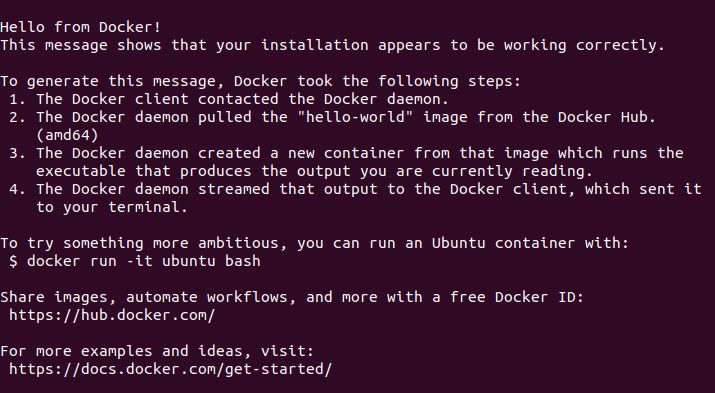 Hello from Docker!
This message shows that your installation appears to be working correctly.
To generate this message, Docker took the following steps:
1. The Docker client contacted the Docker daemon.
2. The Docker daemon pulled the "hello-world" image from the Docker Hub.
(amd64)
3. The Docker daemon created a new container from that image which runs the
executable that produces the output you are currently reading.
4. The Docker daemon streamed that output to the Docker client, which sent it
to your terminal.
To try something more ambitious, you can run an Ubuntu container with:
$ docker run -it ubuntu bash
Share images, automate workflows, and more with a free Docker ID:
https://hub.docker.com/
For more examples and ideas, visit:
https://docs.docker.com/get-started/